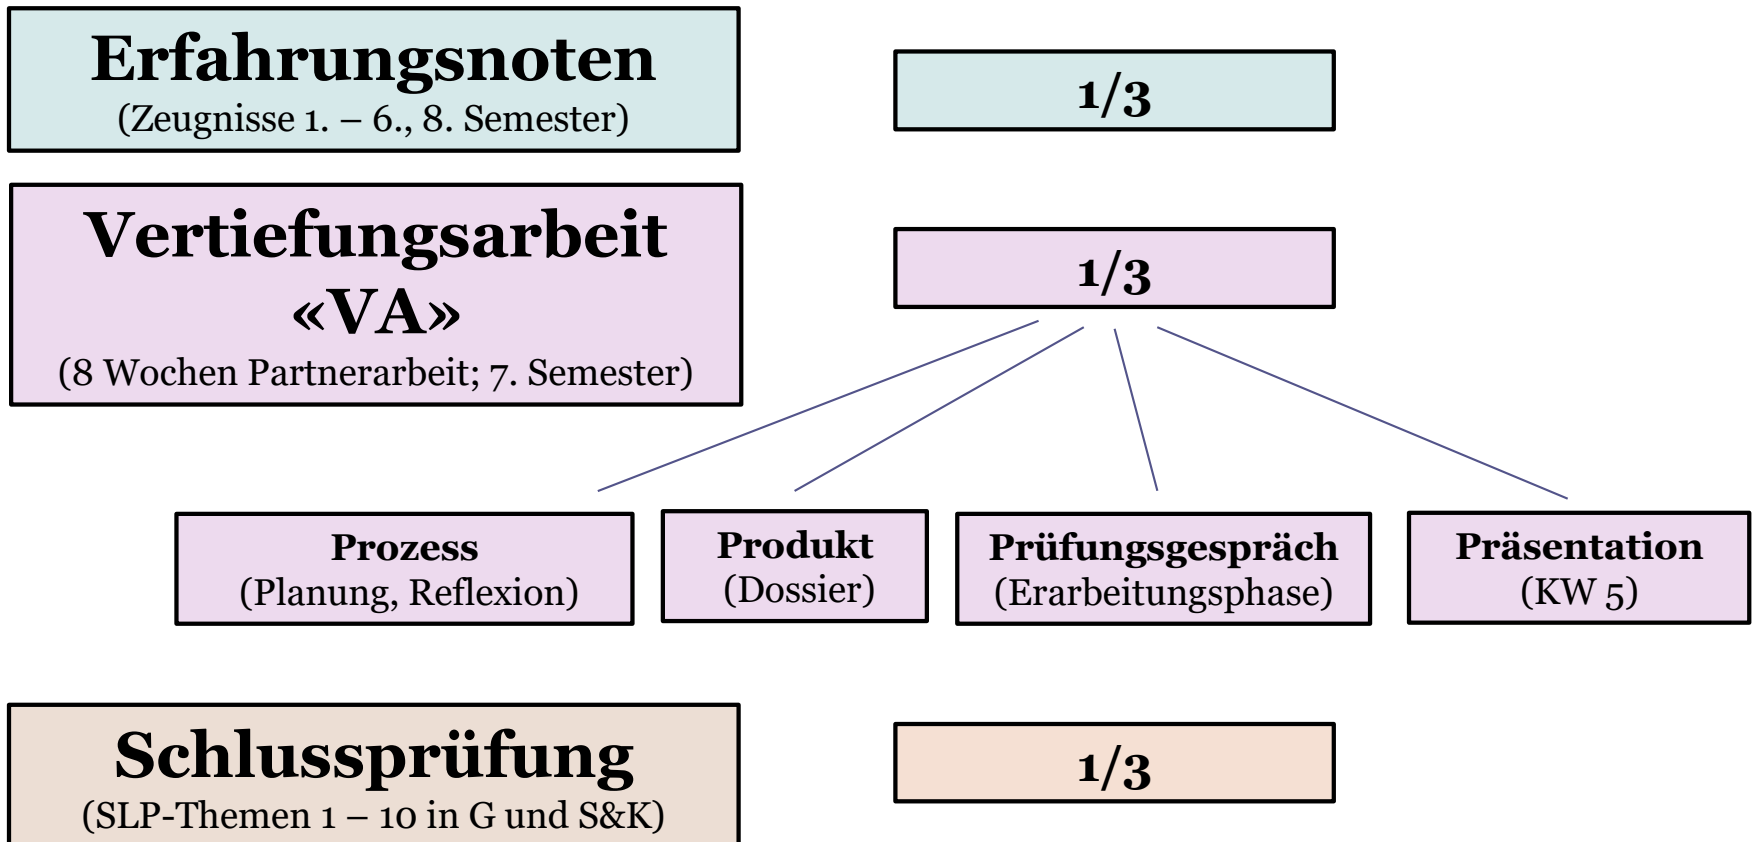 Erfahrungsnoten
(Zeugnisse 1. – 6., 8. Semester)
1/3
Vertiefungsarbeit
«VA»
(8 Wochen Partnerarbeit; 7. Semester)
1/3
Prozess
(Planung, Reflexion)
Produkt
(Dossier)
Prüfungsgespräch
(Erarbeitungsphase)
Präsentation
(KW 5)
Schlussprüfung
(SLP-Themen 1 – 10 in G und S&K)
1/3